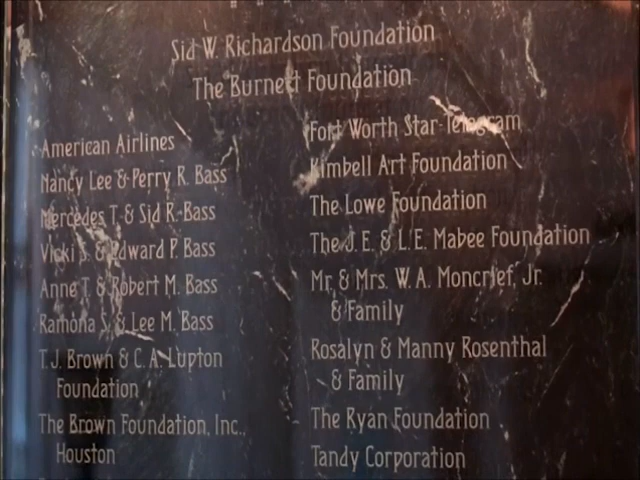 Sid W. Richardson Foundation
The Burnett Foundation
American Airlines
Nancy Lee & Perry R. Bass
Mercedes T. & Sid R. Bass
Vicki S. & Edward P. Bass
Anne T. & Robert M. Bass
Ramona S. & Lee M. Bass
T.J. Brown & C.A. Lupton
Foundation
The Brown Foundation, Inc.,
Houston
Fort Worth Star-Telegram
Kimbell Art Foundation
The Lowe Foundation
The J.E. & L.E. Mabee Foundation
Mr. & Mrs. W.A. Moncrief, Jr.
& Family
Rosalyn & Manny Rosenthal
& Family
The Ryan Foundation
Tandy Corporation